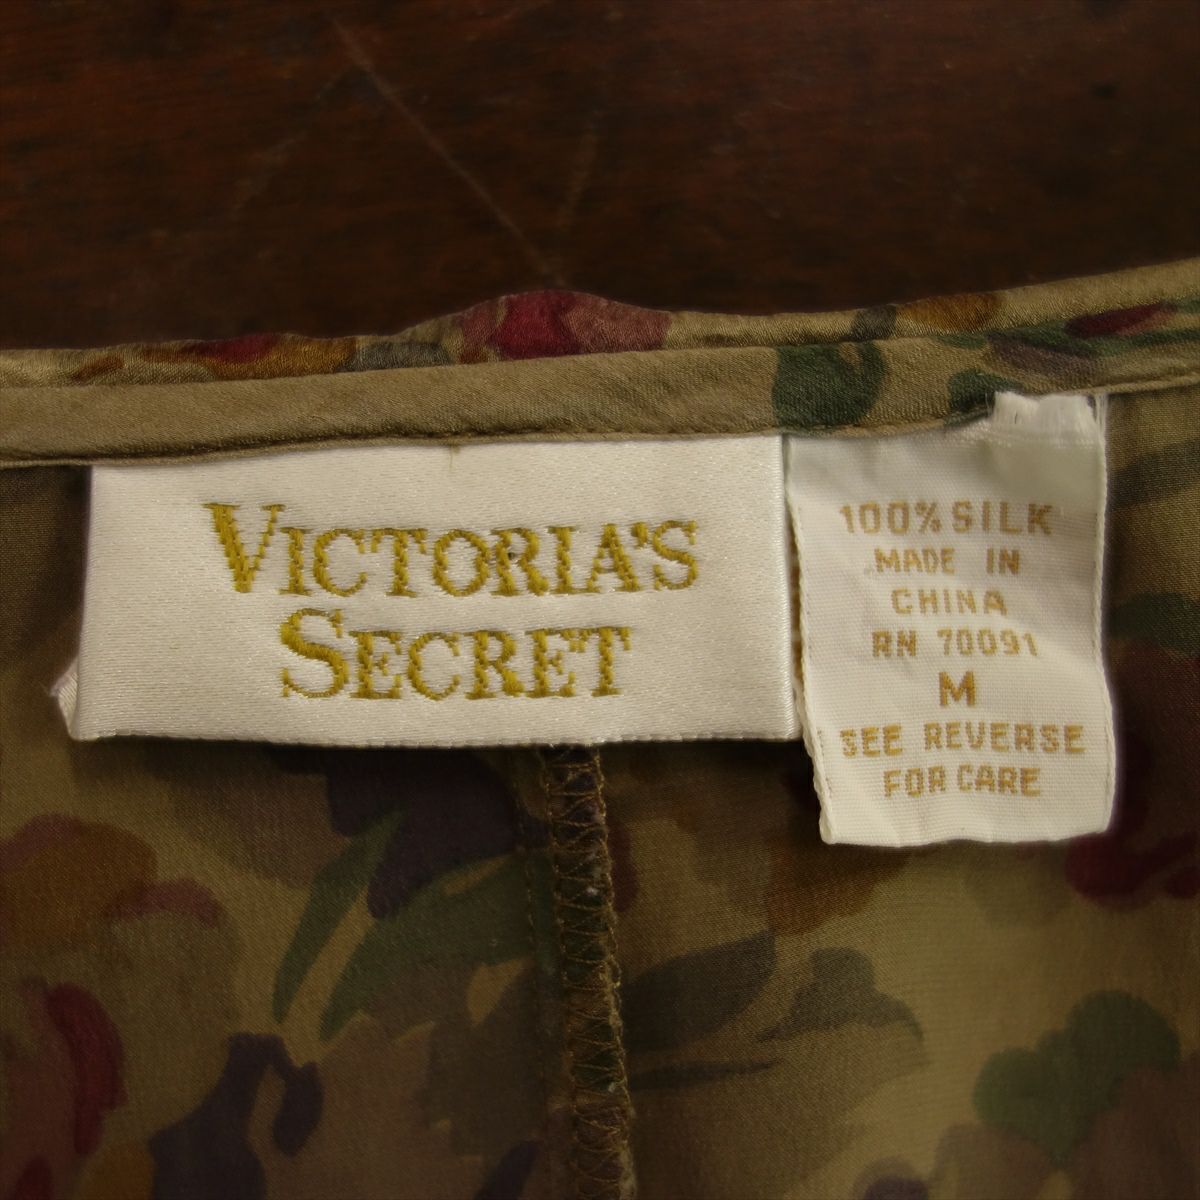 VICTORIA'S
SECRET
100% SILK
MADE IN
CHINA
RN 70091
M
SEE REVERSE
FOR CARE